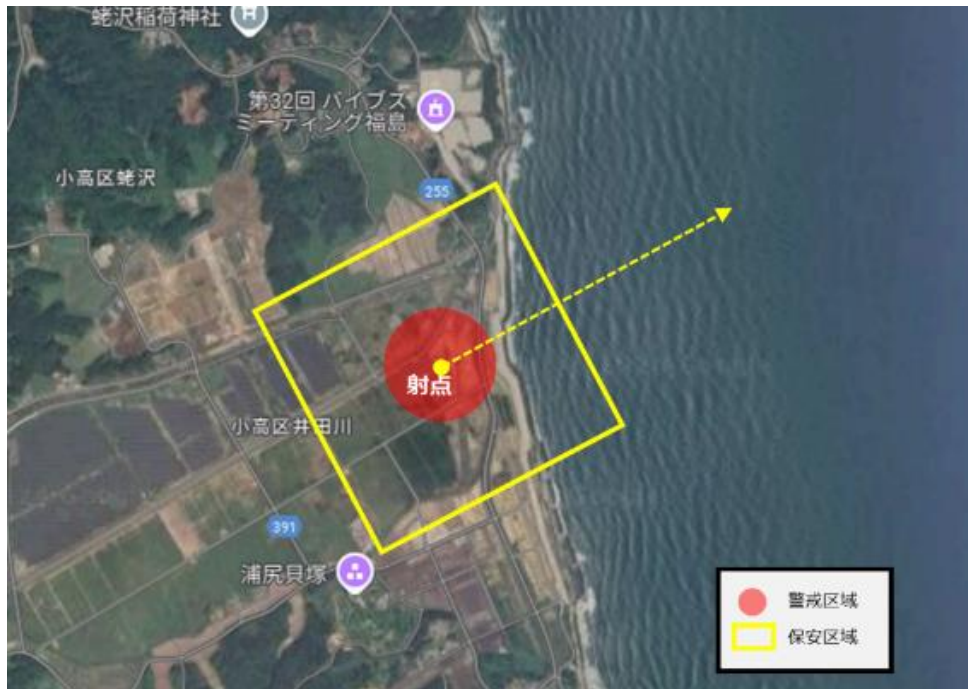 蛯沢稲荷神社
第32回 バイブス
ミーティング福島
小高区蛯沢
255
射点
小高区井田川
391
浦尻貝塚
警戒区域
保安区域